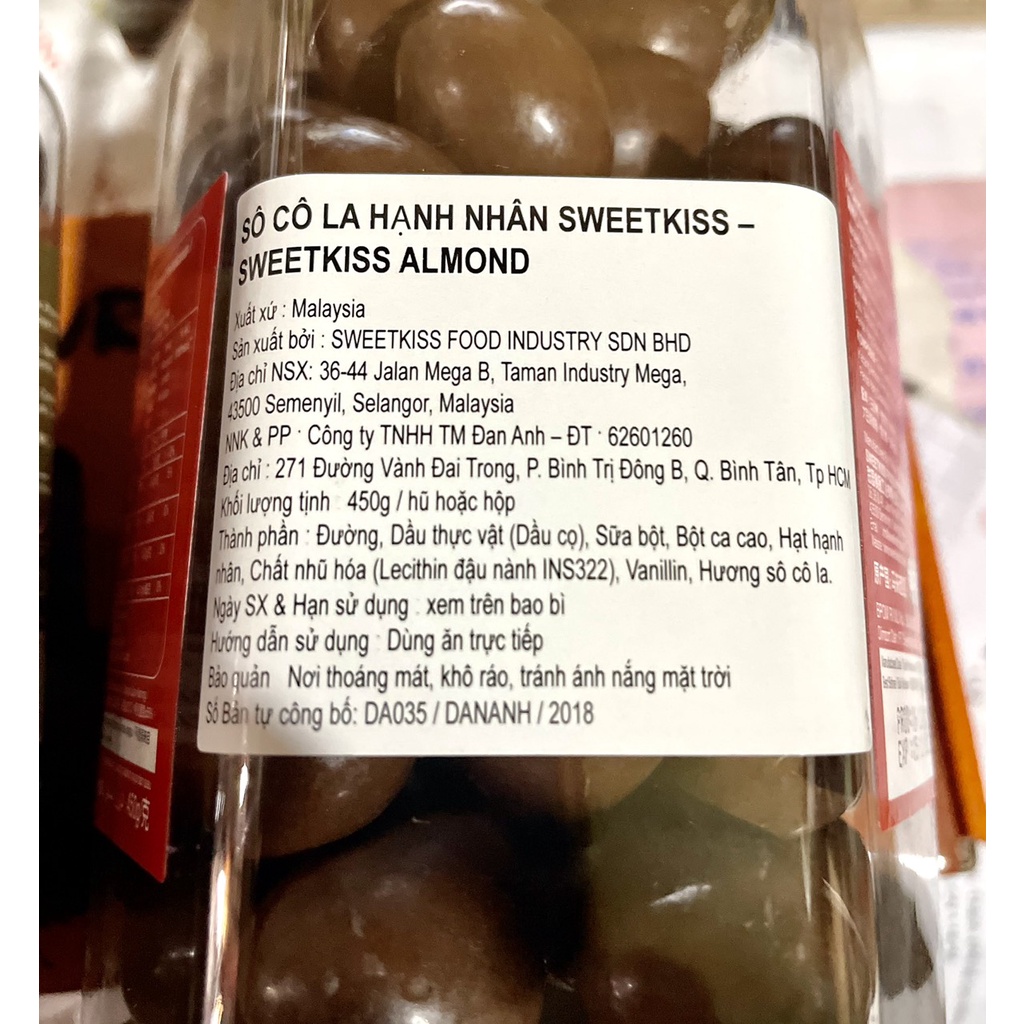 SÔ CÔ LA HẠNH NHÂN SWEETKISS –
SWEETKISS ALMOND
Xuất xứ : Malaysia
Sản xuất bởi : SWEETKISS FOOD INDUSTRY SDN BHD
Địa chỉ NSX: 36-44 Jalan Mega B, Taman Industry Mega,
43500 Semenyil, Selangor, Malaysia
NNK & PP : Công ty TNHH TM Đan Anh – ĐT : 62601260
Địa chỉ : 271 Đường Vành Đai Trong, P. Bình Trị Đông B, Q. Bình Tân, Tp HCM
Khối lượng tịnh : 450g / hũ hoặc hộp
Thành phần : Đường, Dầu thực vật (Dầu cọ), Sữa bột, Bột ca cao, Hạt hạnh
nhân, Chất nhũ hóa (Lecithin đậu nành INS322), Vanillin, Hương sô cô la.
Ngày SX & Hạn sử dụng : xem trên bao bì
Hướng dẫn sử dụng : Dùng ăn trực tiếp
Bảo quản Nơi thoáng mát, khô ráo, tránh ánh nắng mặt trời
Số Bản tự công bố: DA035 / DANANH / 2018
450g克
EXP